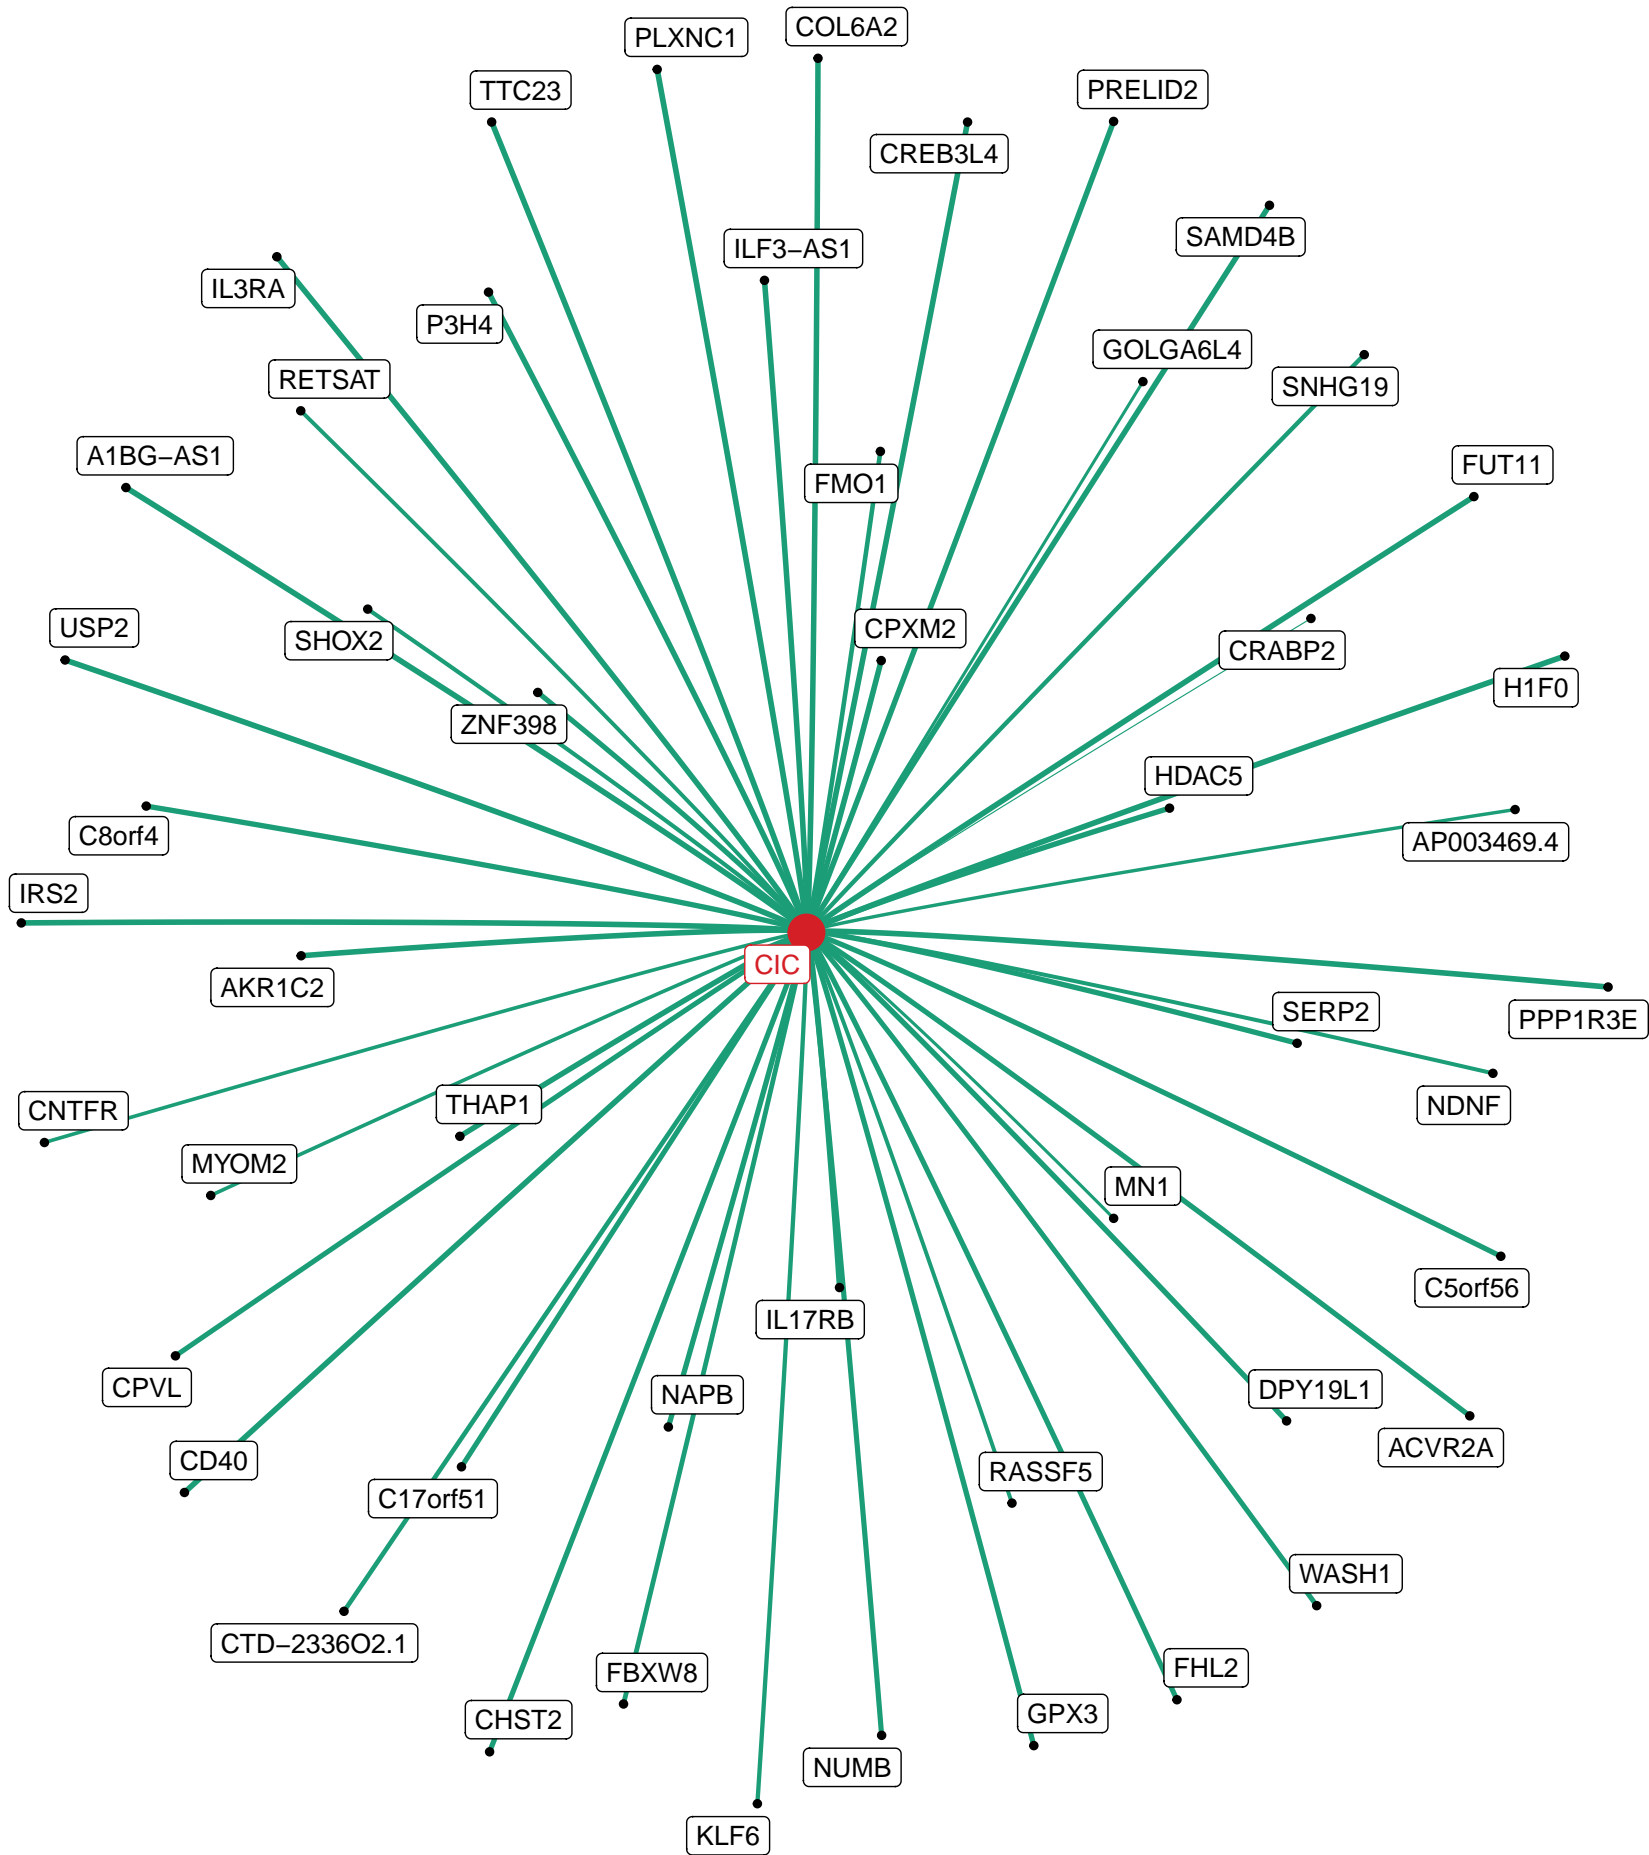 COL6A2
PLXNC1
TTC23
PRELID2
CREB3L4
SAMD4B
ILF3−AS1
IL3RA
P3H4
GOLGA6L4
RETSAT
SNHG19
A1BG−AS1
FUT11
FMO1
USP2
CPXM2
SHOX2
CRABP2
H1F0
ZNF398
HDAC5
C8orf4
AP003469.4
IRS2
CIC
AKR1C2
SERP2
PPP1R3E
THAP1
NDNF
CNTFR
MYOM2
MN1
C5orf56
IL17RB
CPVL
DPY19L1
NAPB
ACVR2A
CD40
RASSF5
C17orf51
WASH1
CTD−2336O2.1
FHL2
FBXW8
GPX3
CHST2
NUMB
KLF6